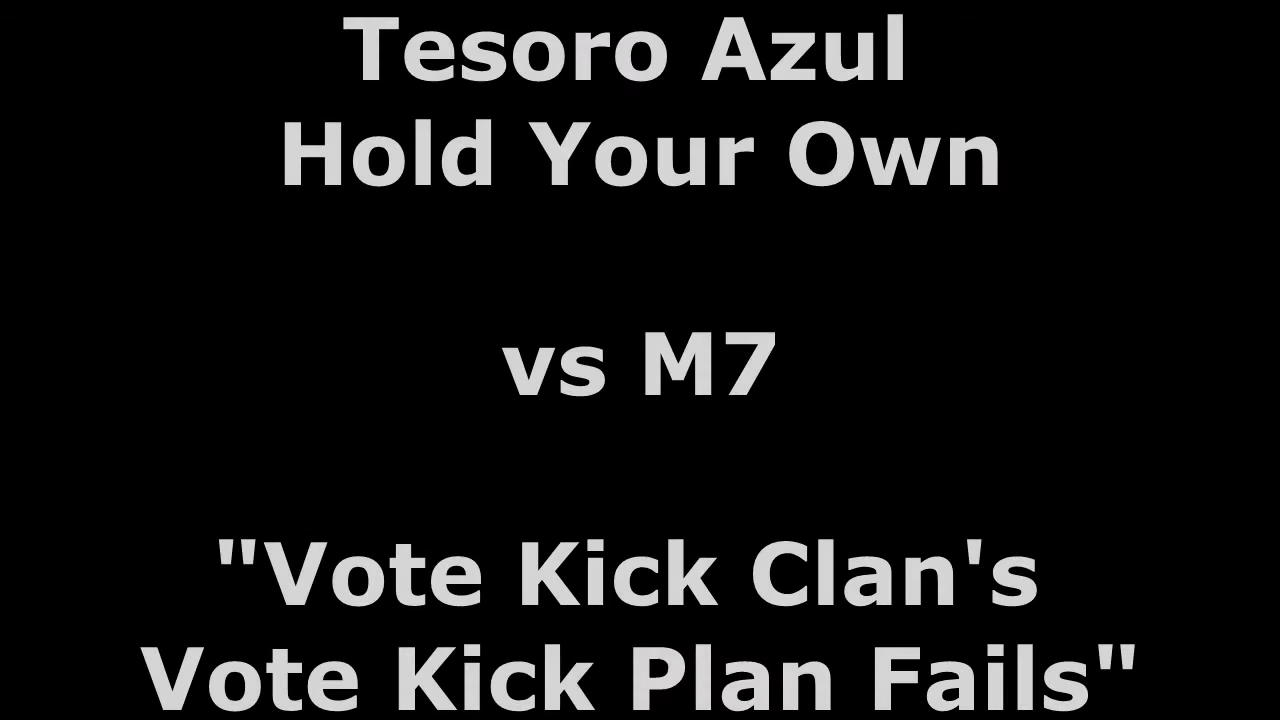 Tesoro Azul
Hold Your Own
vs M7
"Vote Kick Clan's
Vote Kick Plan Fails"